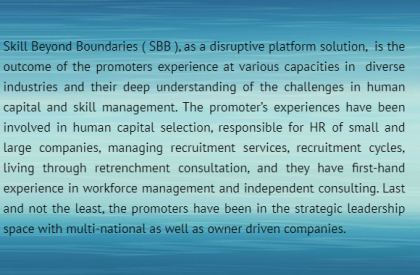 Skill Beyond Boundaries ( SBB ), as a disruptive platform solution, is the
outcome of the promoters experience at various capacities in diverse
industries and their deep understanding of the challenges in human
capital and skill management. The promoter's experiences have been
involved in human capital selection, responsible for HR of small and
large companies, managing recruitment services, recruitment cycles,
living through retrenchment consultation, and they have first-hand
experience in workforce management and independent consulting. Last
and not the least, the promoters have been in the strategic leadership
space with multi-national as well as owner driven companies.